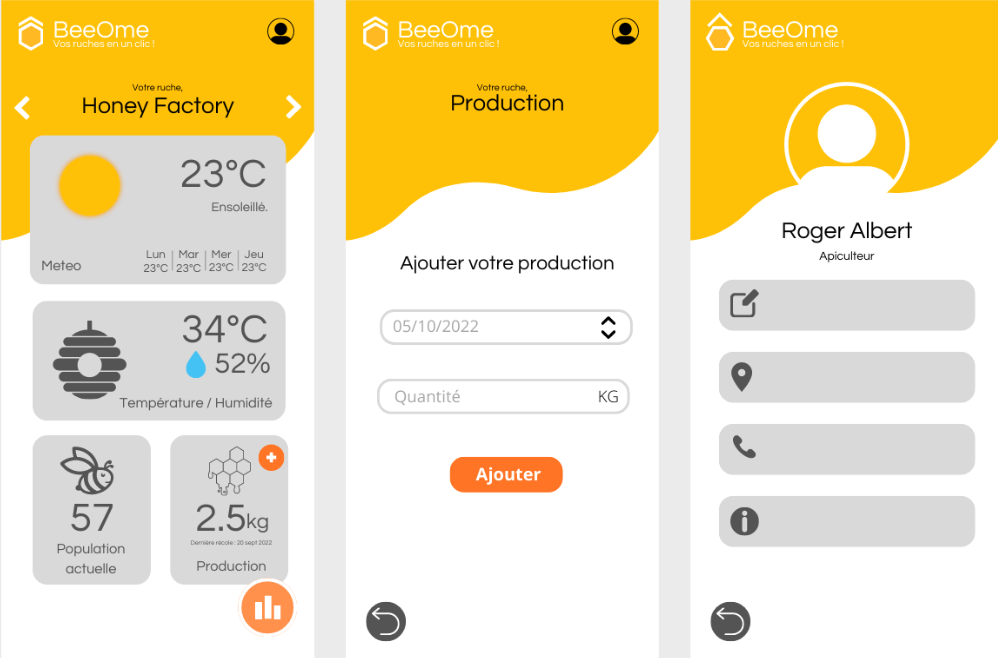 BeeOme
Vos ruches en un clic !
Votre ruche,
Honey Factory
23°C
Ensoleillé.
Meteo
Lun Mar Mer Jeu
23°C 23°C 23°C 23°C
34°C
52%
Température / Humidité
57
Population
actuelle
2.5kg
Dernière récole : 20 sept 2022
Production
BeeOme
Vos ruches en un clic !
Votre ruche,
Production
Ajouter votre production
05/10/2022
Quantité KG
Ajouter
BeeOme
Vos ruches en un clic !
Roger Albert
Apiculteur